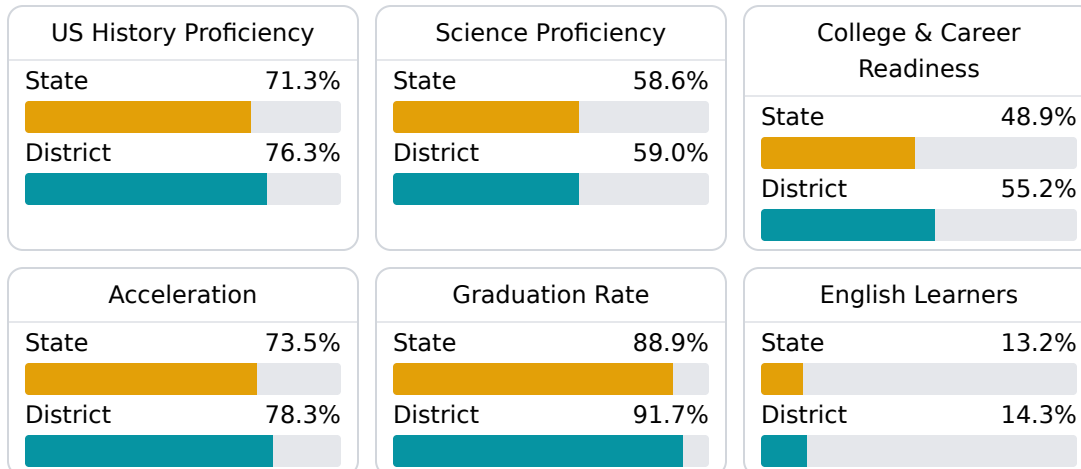 US History Proficiency
State 71.3%
District 76.3%
Science Proficiency
State 58.6%
District 59.0%
College & Career
Readiness
State 48.9%
District 55.2%
Acceleration
State 73.5%
District 78.3%
Graduation Rate
State 88.9%
District 91.7%
English Learners
State 13.2%
District 14.3%